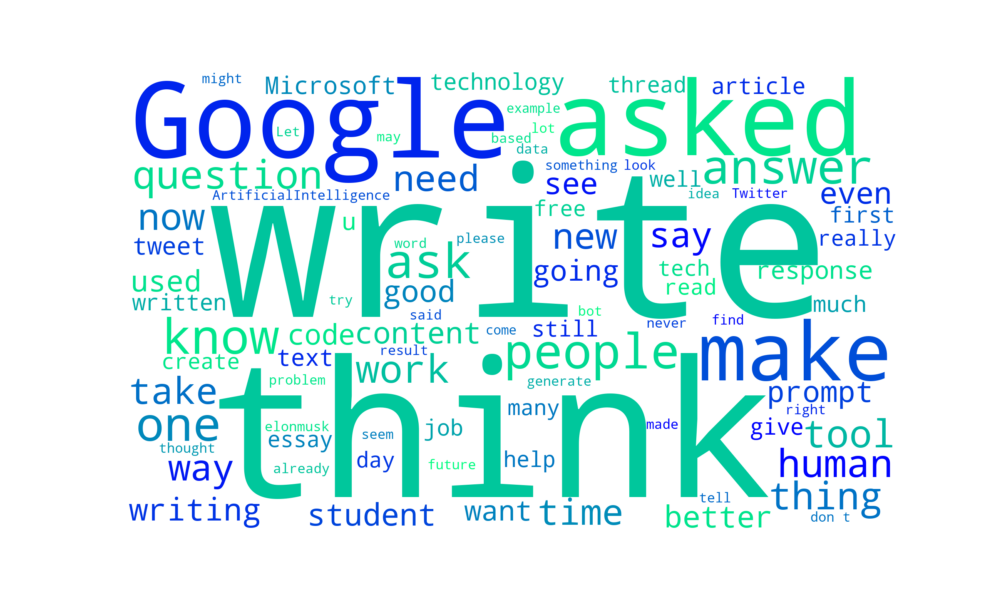 might Microsoft technology thread article
Google asked
example
Let may based lot
data
question need something look answer
see well
ArtificialIntelligence idea Twitter even
now u free first
write
tweet word please new say really
ask
used good going tech response
read
written try said bot much
know code content still come never find
people make
create text result work
think
take problem generate prompt
one elonmusk essay seem job many made right give tool
thought
way already day future help human
writing student want time tell thing
better don t